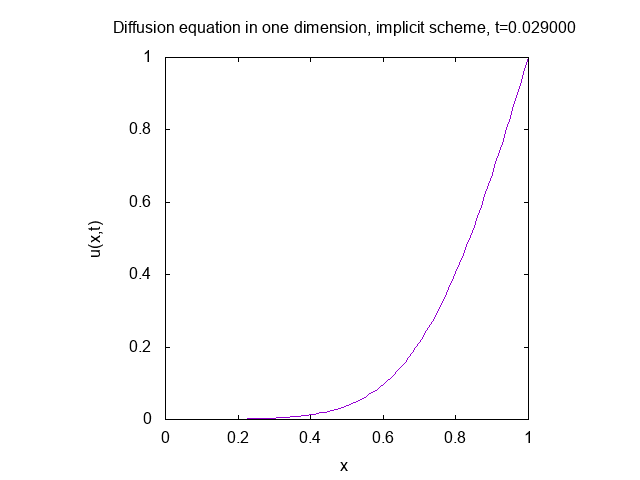 Diffusion equation in one dimension, implicit scheme, t=0.029000
1
0.8
0.6
u(x,t)
0.4
0.2
0
0 0.2 0.4 0.6 0.8 1
x